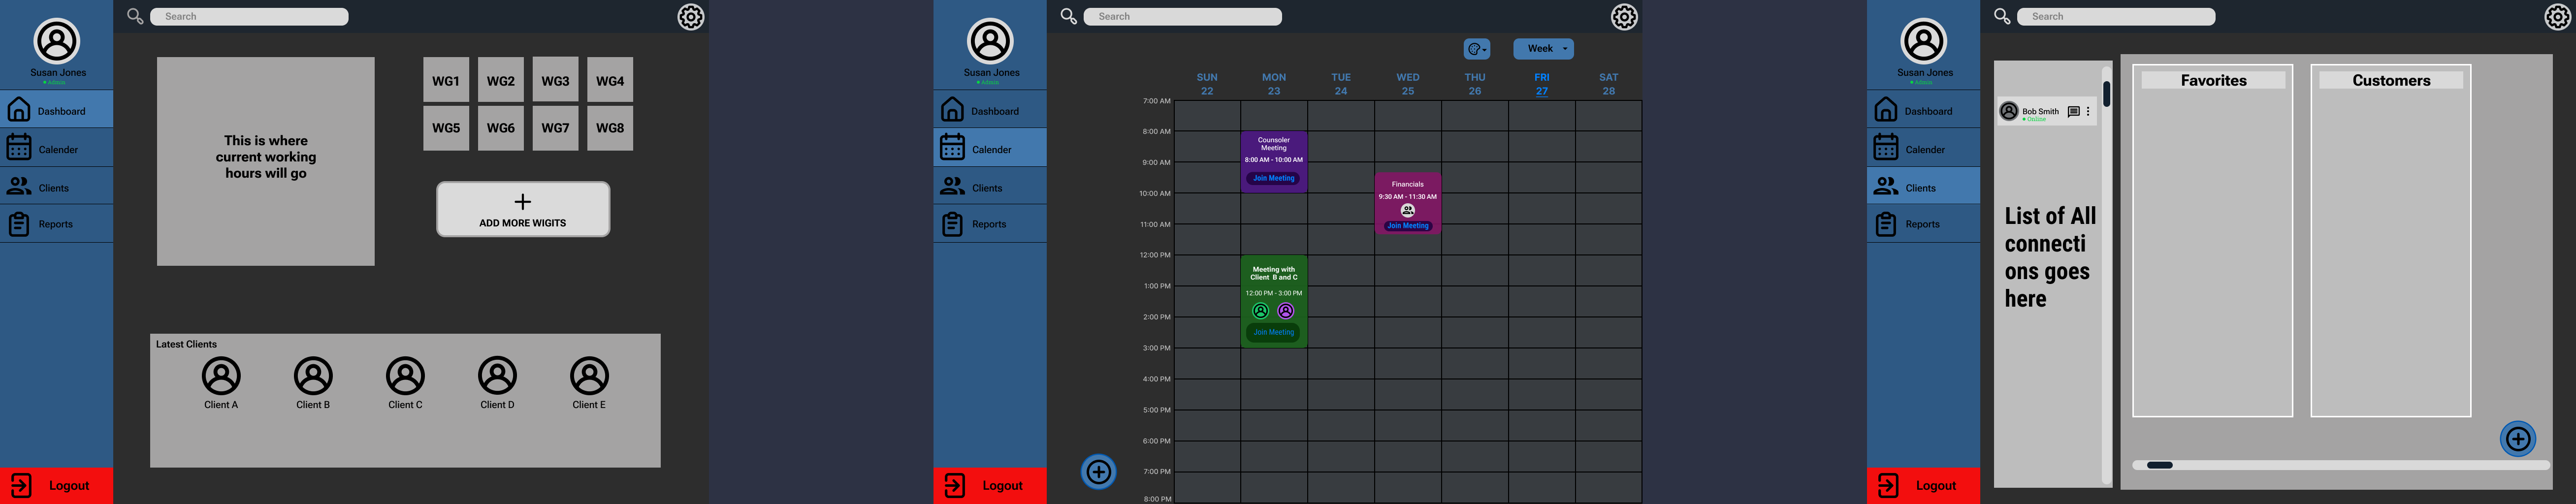 Search
Susan Jones
Advisor
Dashboard
Calender
Clients
Reports
Logout
This is where
current working
hours will go
WG1 WG2 WG3 WG4
WG5 WG6 WG7 WG8
ADD MORE WIGITS
Latest Clients
Client A Client B Client C Client D Client E
Search
Susan Jones
Advisor
Dashboard
Calender
Clients
Reports
Logout
Week
SUN MON TUE WED THU FRI SAT
22 23 24 25 26 27 28
7:00 AM
8:00 AM
9:00 AM
10:00 AM
11:00 AM
12:00 PM
1:00 PM
2:00 PM
3:00 PM
4:00 PM
5:00 PM
6:00 PM
7:00 PM
8:00 PM
Counsoler
Meeting
8:00 AM - 10:00 AM
Join Meeting
Meeting with
Client B and C
12:00 PM - 3:00 PM
Join Meeting
Financials
9:30 AM - 11:30 AM
Join Meeting
Search
Susan Jones
Advisor
Dashboard
Calender
Clients
Reports
Logout
Bob Smith
Online
List of All
connecti
ons goes
here
Favorites
Customers